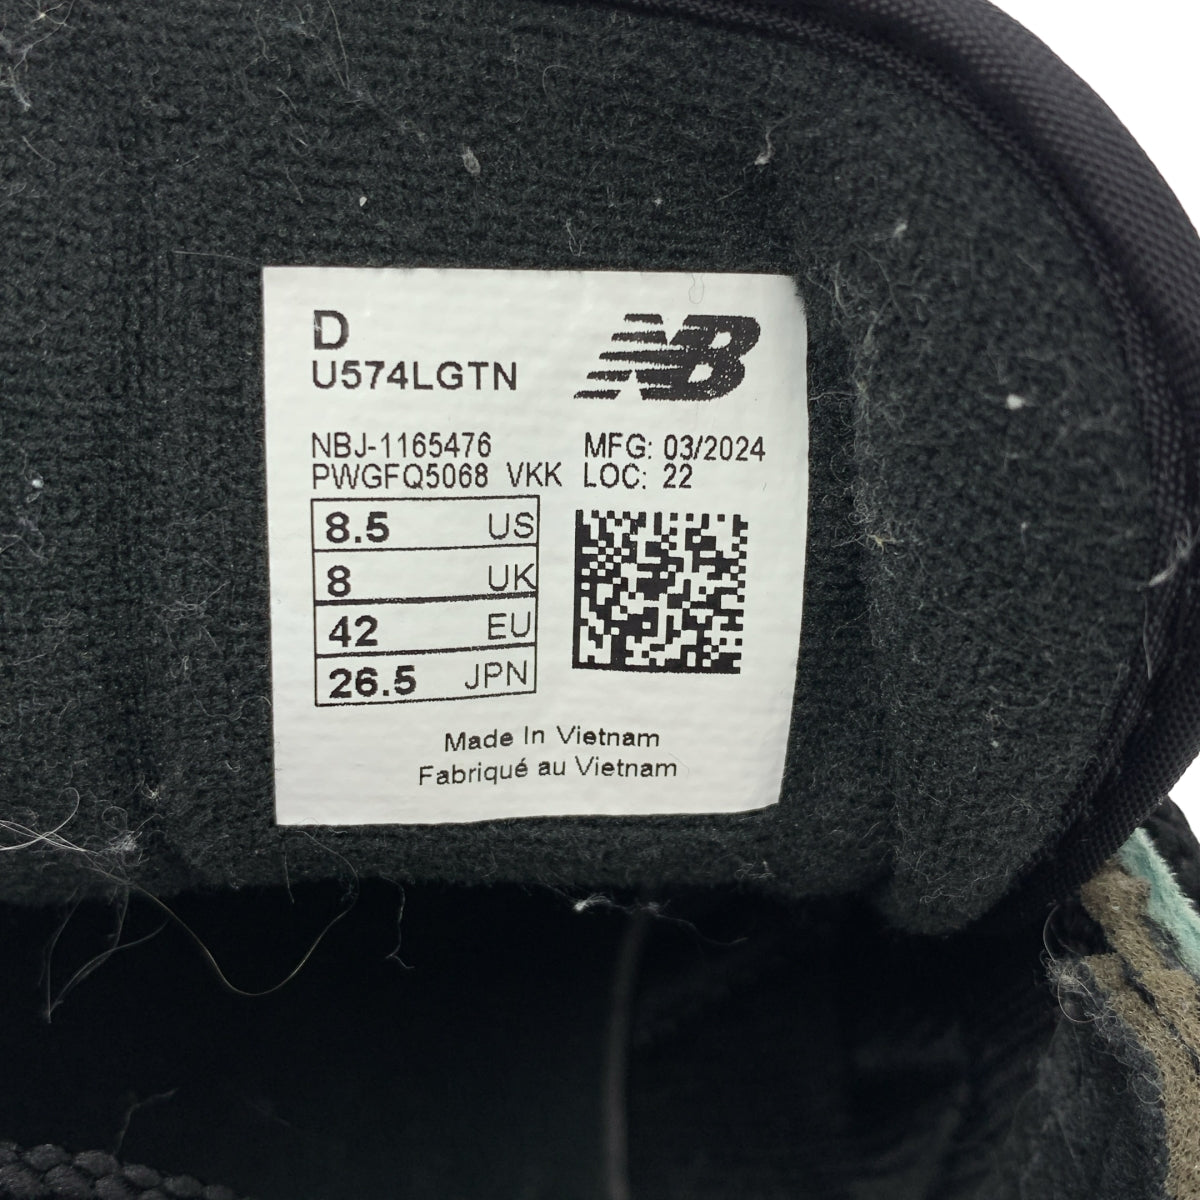 D
U574LGTN
NB
NBJ-1165476 MFG: 03/2024
PWGFQ5068 VKK LOC: 22
8.5 US
8 UK
42 EU
26.5 JPN
Made In Vietnam
Fabriqué au Vietnam